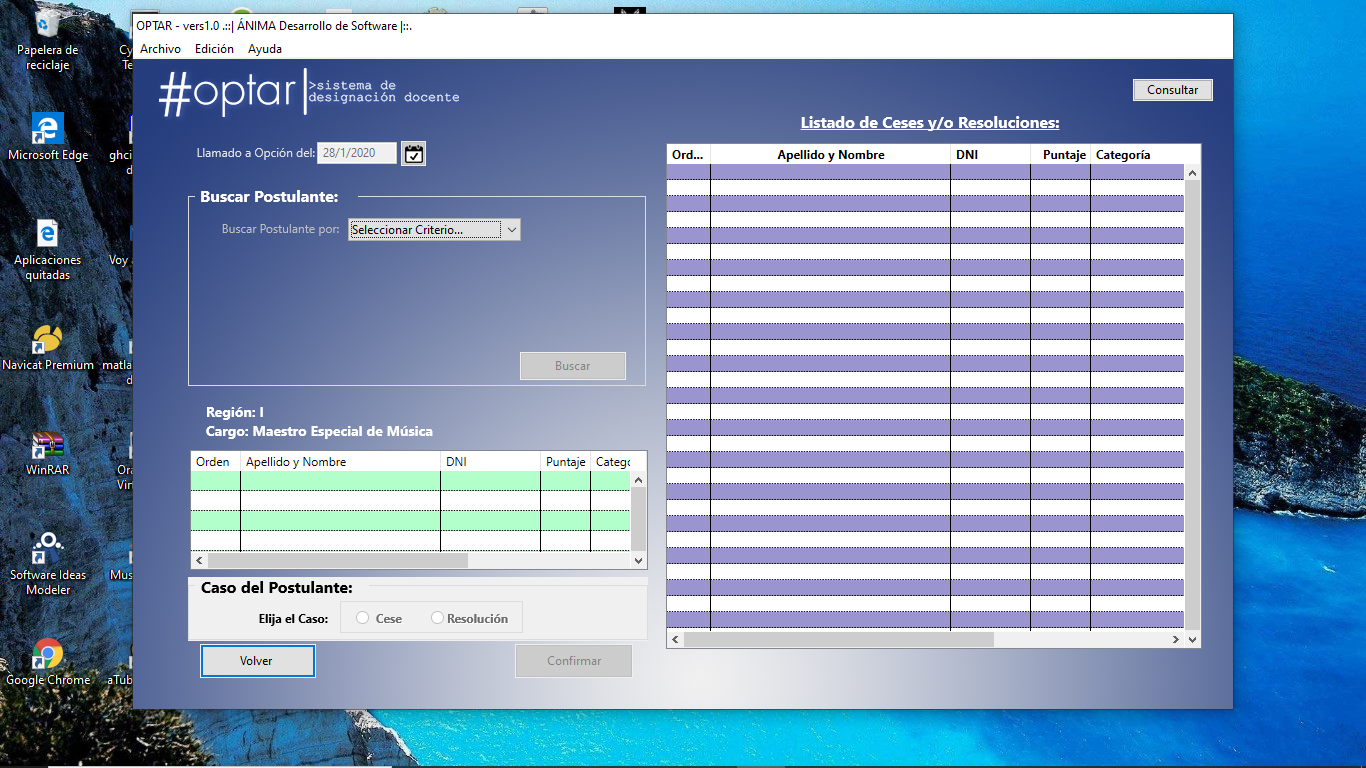 Papelera de
reciclaje
Microsoft Edge
Aplicaciones
quitadas
Navicat Premium
WinRAR
Software Ideas
Modeler
Google Chrome
OPTAR - vers1.0 .::| ÁNIMA Desarrollo de Software |::.
Archivo Edición Ayuda
#optar
>sistema de
designación docente
Consultar
Llamado a Opción del: 28/1/2020
Buscar Postulante:
Buscar Postulante por: Seleccionar Criterio...
Buscar
Región: I
Cargo: Maestro Especial de Música
Orden Apellido y Nombre DNI Puntaje Catego
Caso del Postulante:
Elija el Caso: Cese Resolución
Volver Confirmar
Listado de Ceses y/o Resoluciones:
Ord... Apellido y Nombre DNI Puntaje Categoría